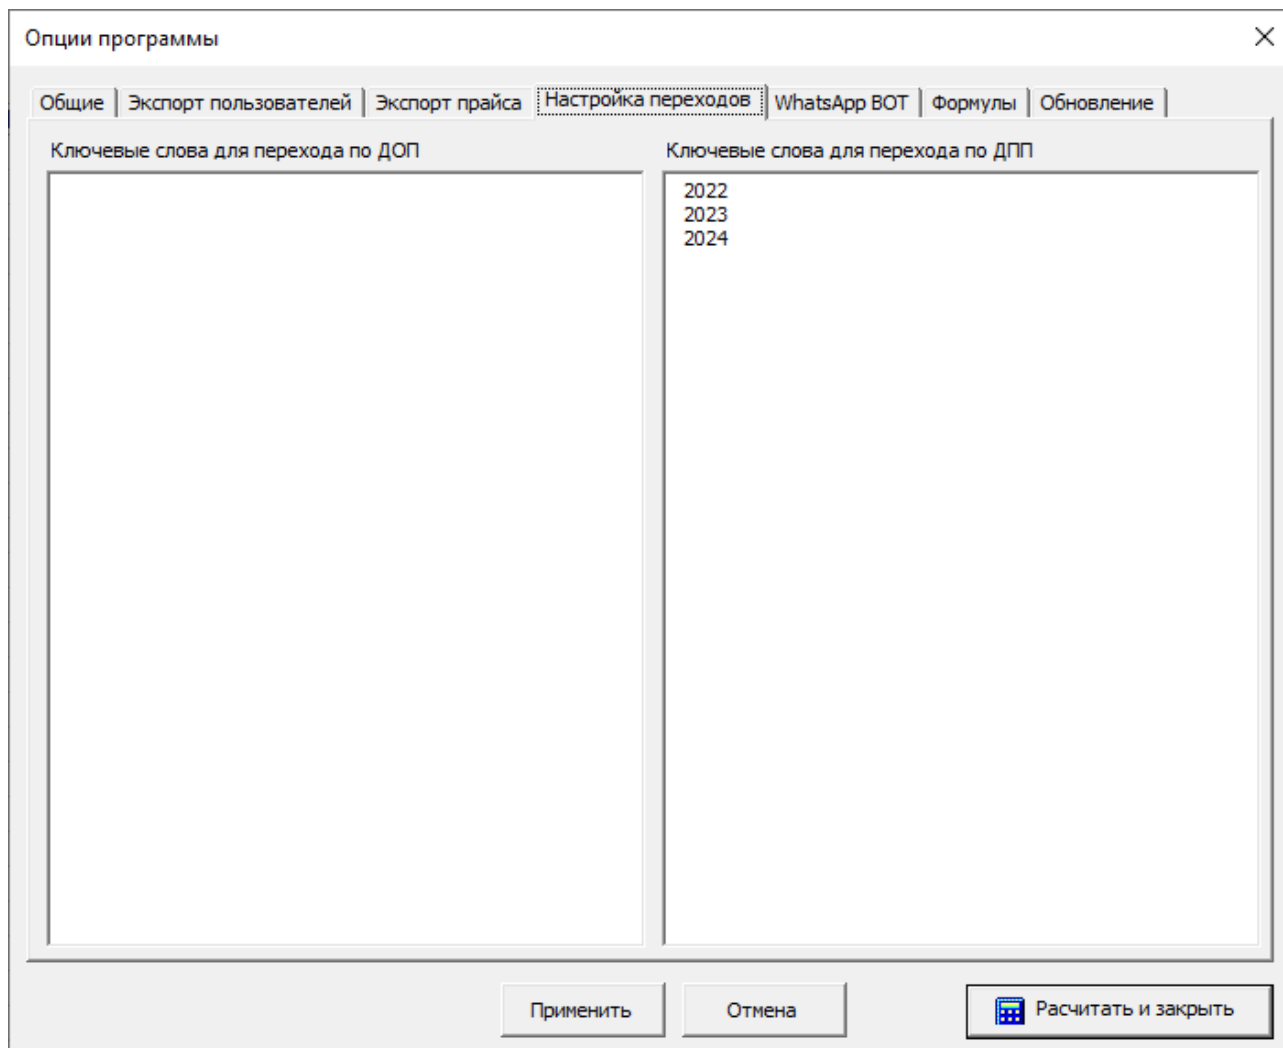 Опции программы
Общие
Экспорт пользователей
Экспорт прайса
Настройка переходов
WhatsApp BOT
Формулы
Обновление
Ключевые слова для перехода по ДОП
Ключевые слова для перехода по ДПП
2022
2023
2024
Применить
Отмена
Расчитать и закрыть